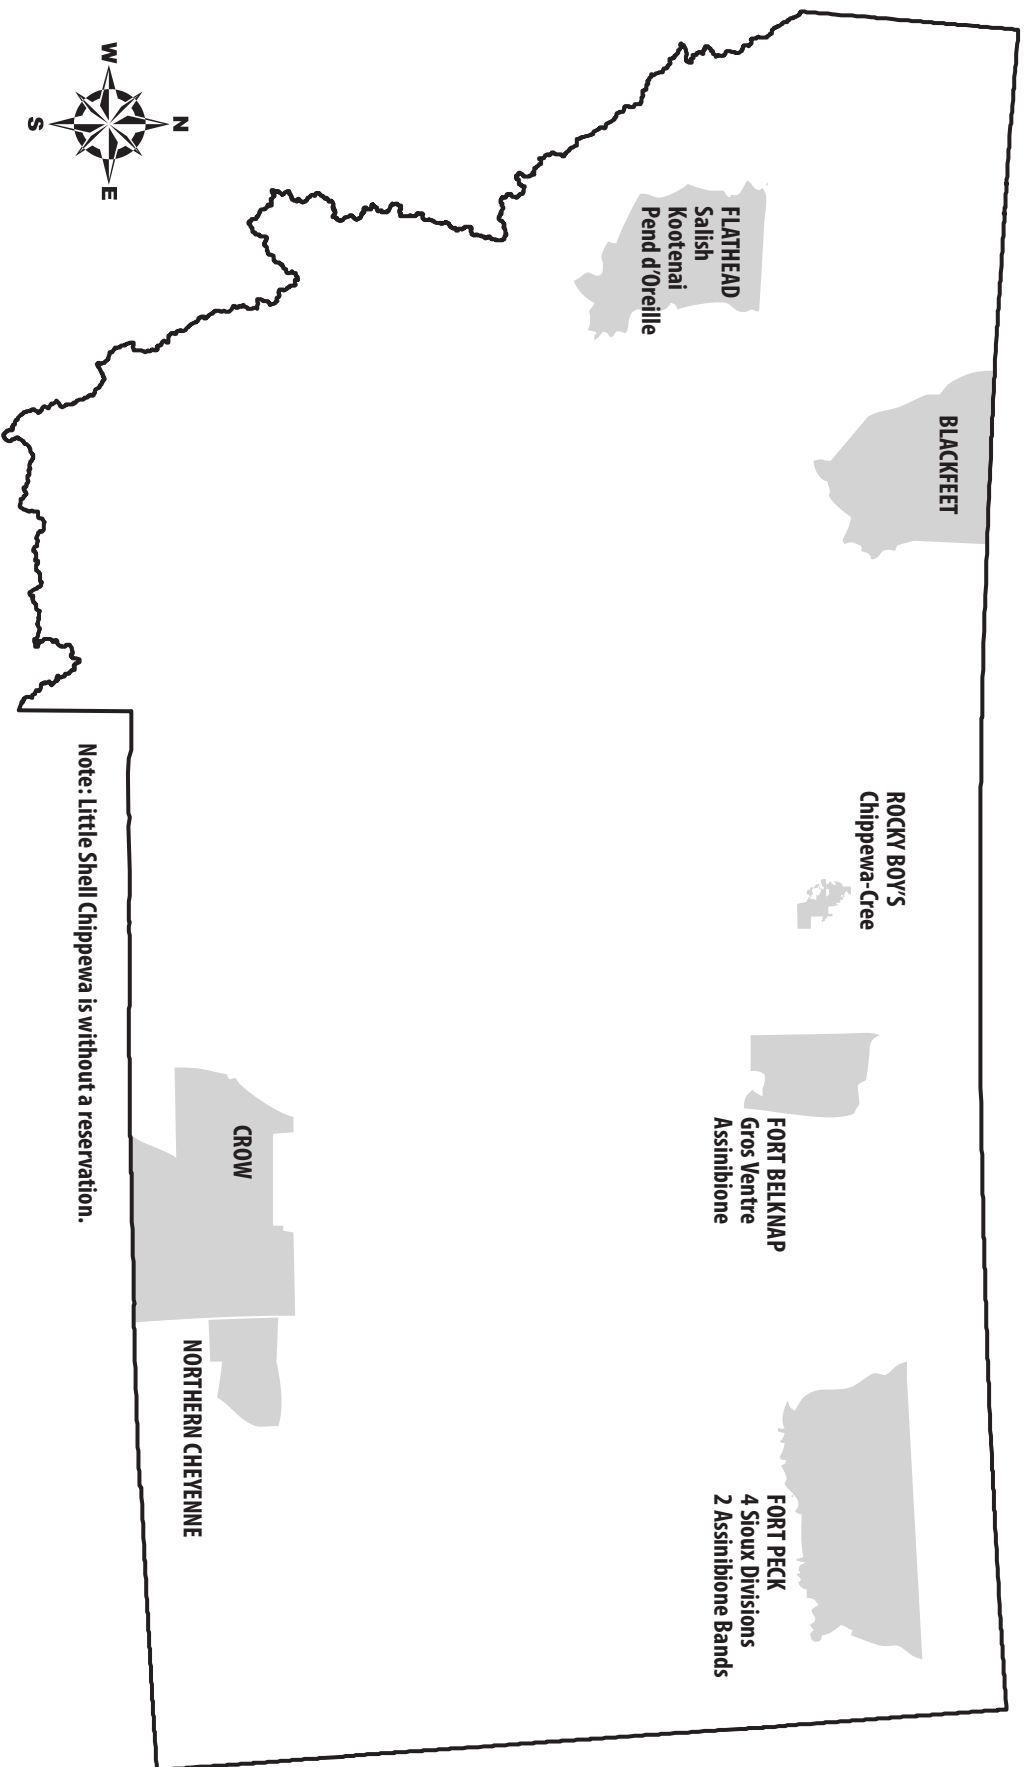 BLACKFEET
FLATHEAD
Salish
Kootenai
Pend d'Oreille
ROCKY BOY'S
Chippewa-Cree
FORT BELKNAP
Gros Ventre
Assinibione
FORT PECK
4 Sioux Divisions
2 Assinibione Bands
CROW
NORTHERN CHEYENNE
N
W
E
S
Note: Little Shell Chippewa is without a reservation.